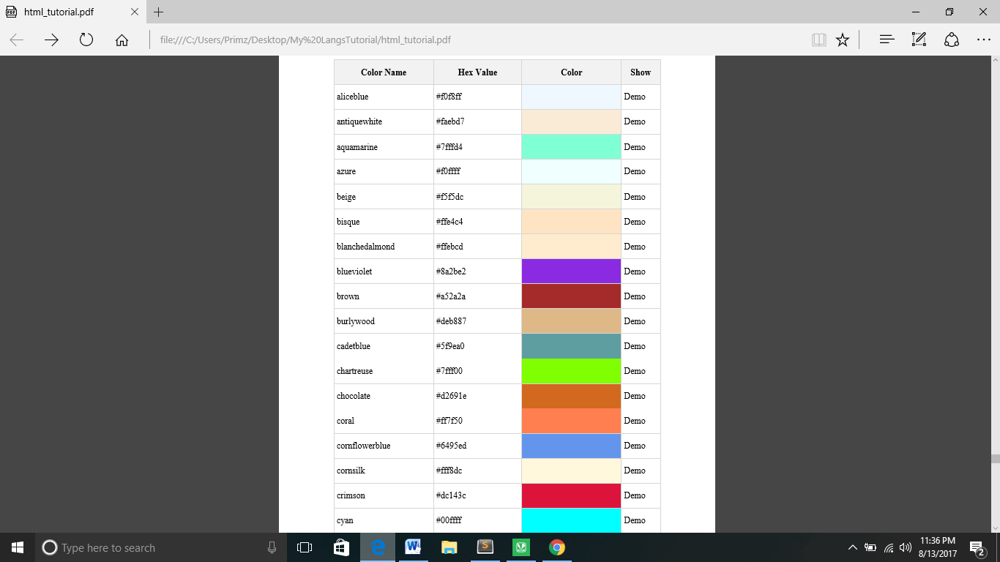 html_tutorial.pdf
file:///C:/Users/Primz/Desktop/My%20LangsTutorial/html_tutorial.pdf
Color Name Hex Value Color Show
aliceblue #f0f8ff Demo
antiquewhite #faebd7 Demo
aquamarine #7fffd4 Demo
azure #f0ffff Demo
beige #f5f5dc Demo
bisque #ffe4c4 Demo
blanchedalmond #ffebcd Demo
blueviolet #8a2be2 Demo
brown #a52a2a Demo
burlywood #deb887 Demo
cadetblue #5f9ea0 Demo
chartreuse #7fff00 Demo
chocolate #d2691e Demo
coral #ff7f50 Demo
cornflowerblue #6495ed Demo
cornsilk #fff8dc Demo
crimson #dc143c Demo
cyan #00ffff Demo
Type here to search
11:36 PM
8/13/2017
2